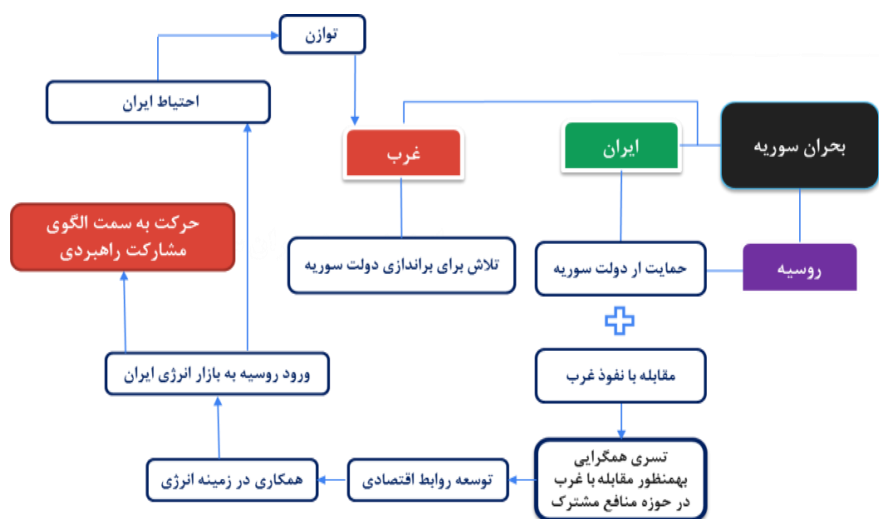 توازن
احتیاط ایران
بحران سوریه
ایران
غرب
حرکت به سمت الگوی
مشارکت راهبردی
تلاش برای براندازی دولت سوریه
حمایت ار دولت سوریه
روسیه
ورود روسیه به بازار انرژی ایران
مقابله با نفوذ غرب
تسری همگرایی
بهمنظور مقابله با غرب
در حوزه منافع مشترک
توسعه روابط اقتصادی
همکاری در زمینه انرژی